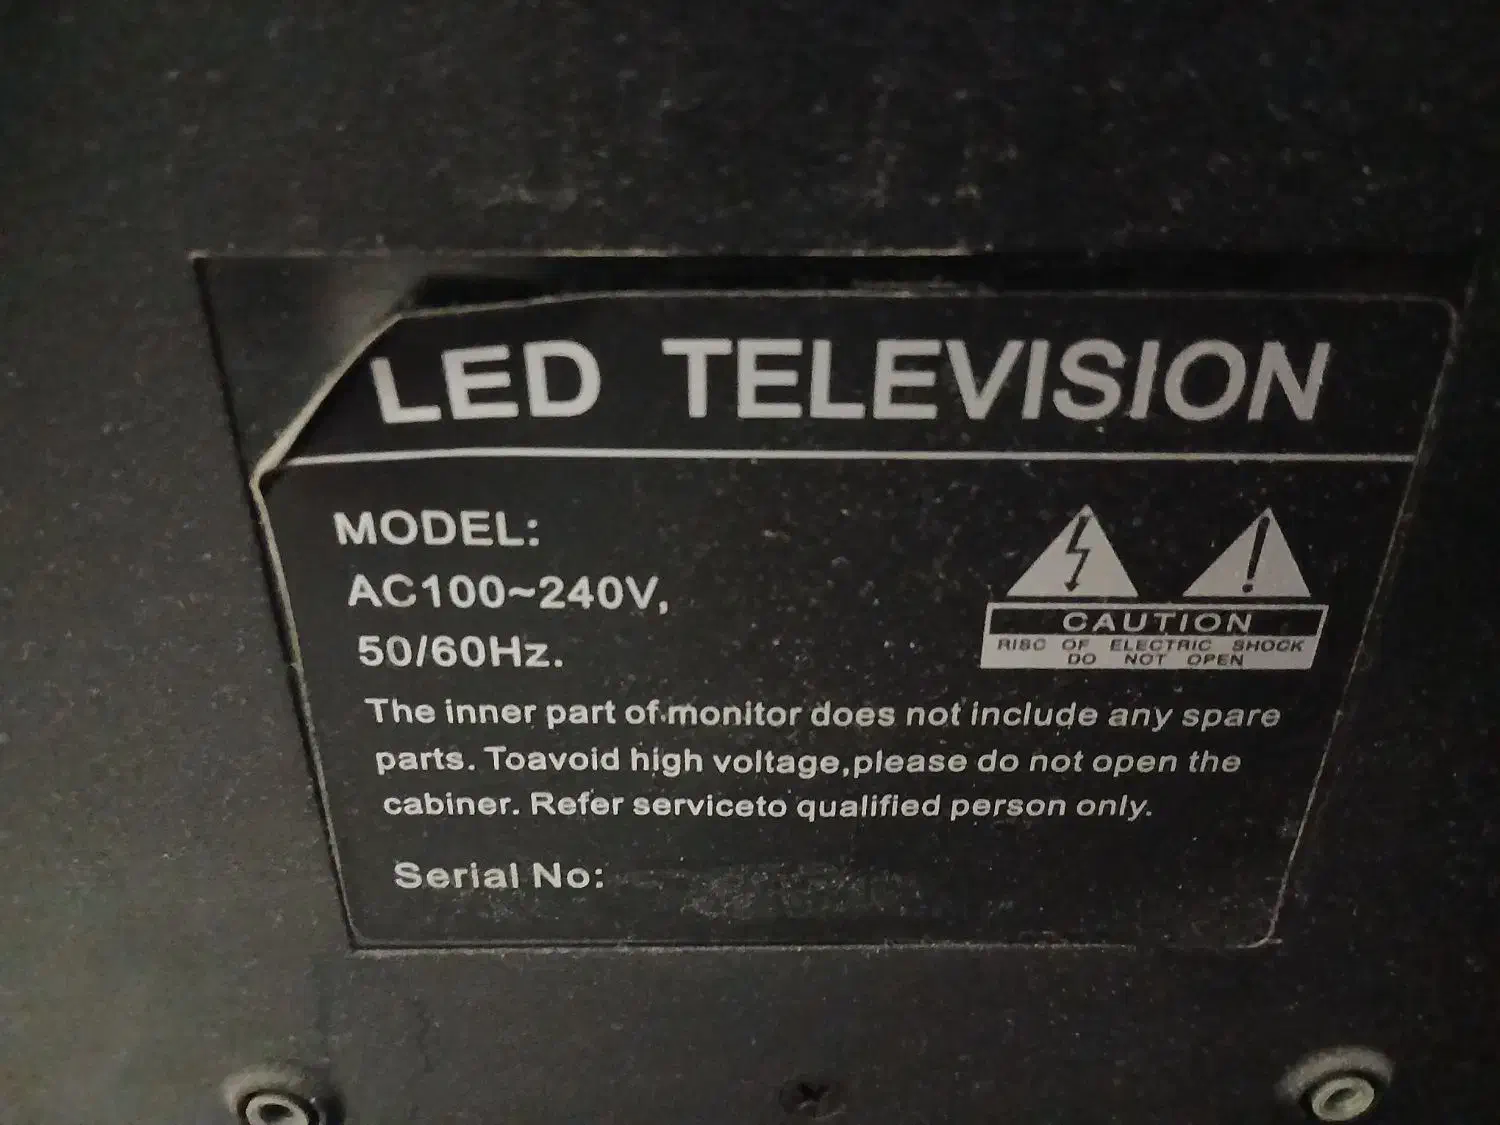 LED TELEVISION
MODEL:
AC100~240V,
50/60Hz.
CAUTION
RISC OF ELECTRIC SHOCK
DO NOT OPEN
The inner part of monitor does not include any spare
parts. Toavoid high voltage,please do not open the
cabiner. Refer serviceto qualified person only.
Serial No: